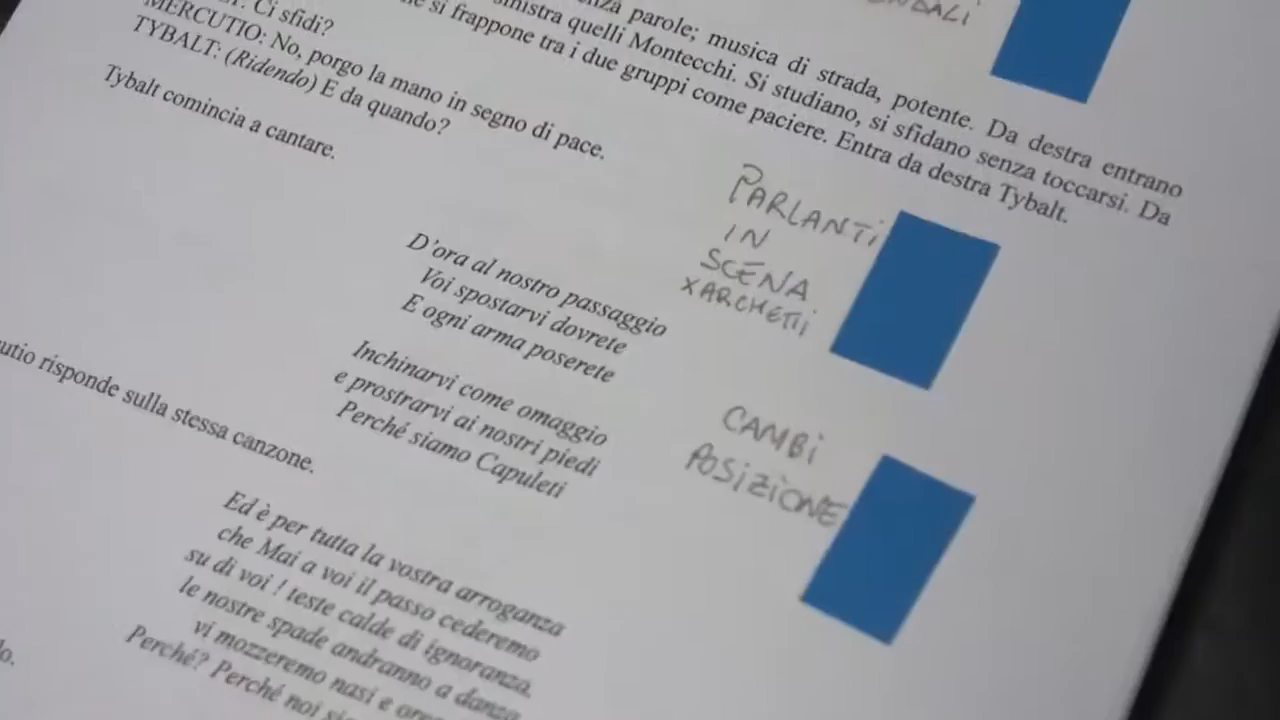 Ci sfidi?
MERCUTIO: No, porgo la mano in segno di pace.
TYBALT: (Ridendo) E da quando?
Tybalt comincia a cantare.
parole; musica di strada, potente. Da destra entrano
quelli Montecchi. Si studiano, si sfidano senza toccarsi. Da
si frappone tra i due gruppi come paciere. Entra da destra Tybalt.
PARLANTI
IN
SCENA
XARCHETTI
D'ora al nostro passaggio
Voi spostarvi dovrete
E ogni arma poserete
Inchinarvi come omaggio
e prostrarvi ai nostri piedi
Perché siamo Capuleti
CAMBI
POSIZIONE
risponde sulla stessa canzone.
Ed è per tutta la vostra arroganza
che Mai a voi il passo cederemo
su di voi ! teste calde di ignoranza.
le nostre spade andranno a danza
vi mozzeremo nasi e
Perché? Perché noi